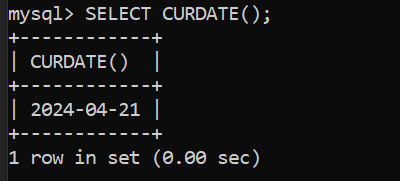 mysql> SELECT CURDATE();
+------------+
| CURDATE()  |
+------------+
| 2024-04-21 |
+------------+
1 row in set (0.00 sec)